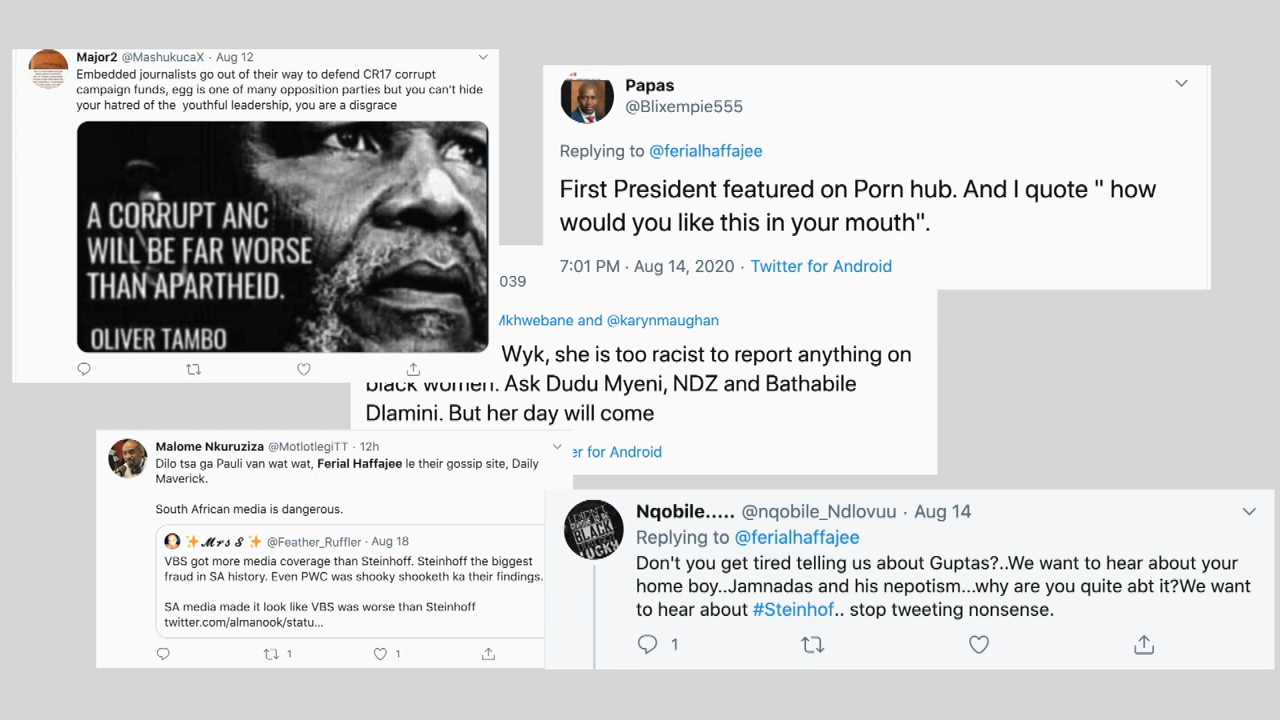 Major2 @MashukucaX · Aug 12
Embedded journalists go out of their way to defend CR17 corrupt
campaign funds, egg is one of many opposition parties but you can't hide
your hatred of the youthful leadership, you are a disgrace
A CORRUPT ANC
WILL BE FAR WORSE
THAN APARTHEID.
OLIVER TAMBO
Papas
@Blixempie555
Replying to @ferialhaffajee
First President featured on Porn hub. And I quote " how
would you like this in your mouth".
7:01 PM · Aug 14, 2020 · Twitter for Android
039
Mkhwebane and @karynmaughan
Wyk, she is too racist to report anything on
black women. Ask Dudu Myeni, NDZ and Bathabile
Dlamini. But her day will come
er for Android
Malome Nkuruziza @MotlotlegiTT · 12h
Dilo tsa ga Pauli van wat wat, Ferial Haffajee le their gossip site, Daily
Maverick.
South African media is dangerous.
✨𝓜𝓻𝓼 𝓢 ✨ @Feather_Ruffler · Aug 18
VBS got more media coverage than Steinhoff. Steinhoff the biggest
fraud in SA history. Even PWC was shooky shooketh ka their findings.
SA media made it look like VBS was worse than Steinhoff
twitter.com/almanook/statu...
1
1
Nqobile..... @nqobile_Ndlovuu · Aug 14
Replying to @ferialhaffajee
Don't you get tired telling us about Guptas?..We want to hear about your
home boy..Jamnadas and his nepotism...why are you quite abt it?We want
to hear about #Steinhof.. stop tweeting nonsense.
1